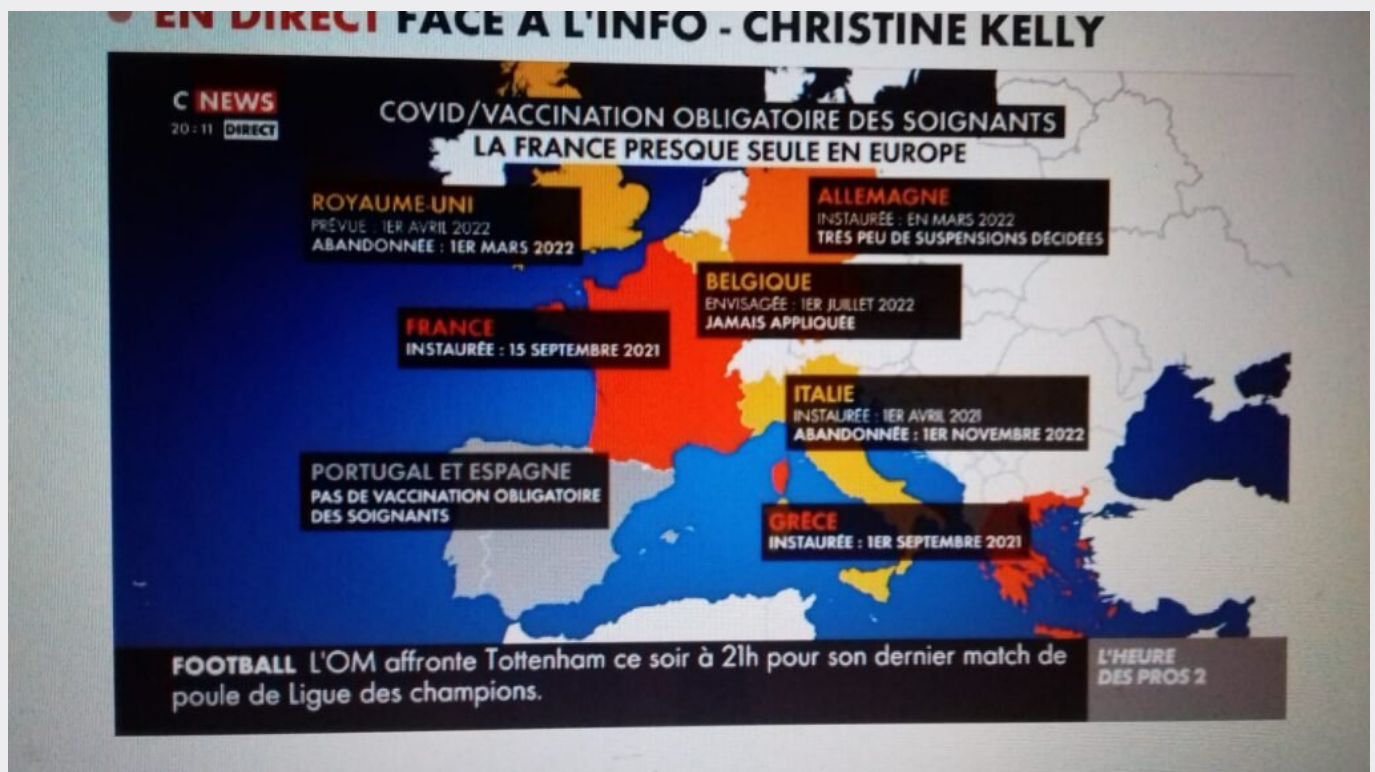 EN DIRECT FACE A L'INFO - CHRISTINE KELLY
C NEWS
20:11 DIRECT
COVID/VACCINATION OBLIGATOIRE DES SOIGNANTS
LA FRANCE PRESQUE SEULE EN EUROPE
ROYAUME-UNI
PRÉVUE : 1ER AVRIL 2022
ABANDONNÉE : 1ER MARS 2022
ALLEMAGNE
INSTAURÉE : EN MARS 2022
TRÈS PEU DE SUSPENSIONS DÉCIDÉES
BELGIQUE
ENVISAGÉE : 1ER JUILLET 2022
JAMAIS APPLIQUÉE
FRANCE
INSTAURÉE : 15 SEPTEMBRE 2021
ITALIE
INSTAURÉE : 1ER AVRIL 2021
ABANDONNÉE : 1ER NOVEMBRE 2022
PORTUGAL ET ESPAGNE
PAS DE VACCINATION OBLIGATOIRE
DES SOIGNANTS
GRÈCE
INSTAURÉE : 1ER SEPTEMBRE 2021
FOOTBALL L'OM affronte Tottenham ce soir à 21h pour son dernier match de
poule de Ligue des champions.
L'HEURE
DES PROS 2